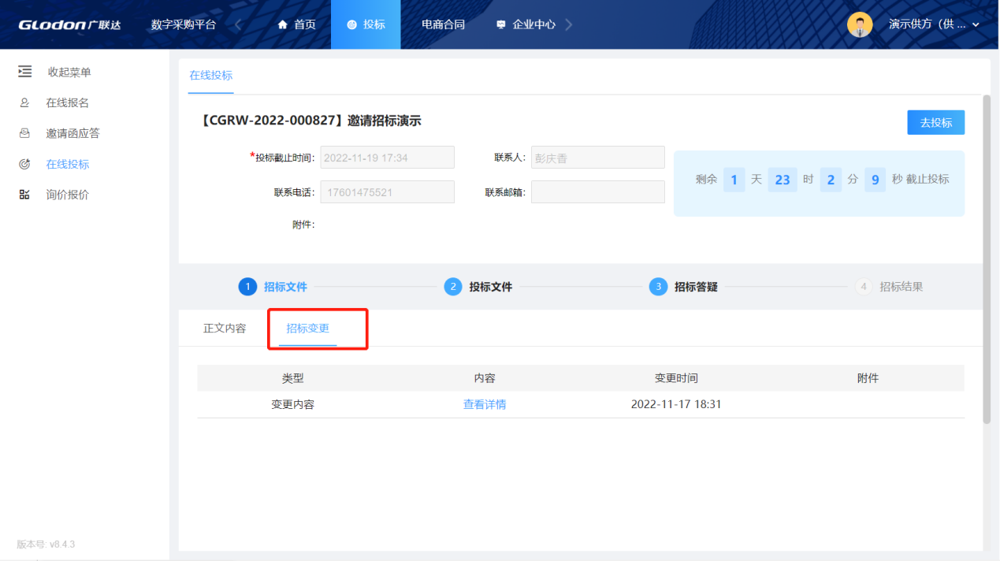 GLodon广联达 数字采购平台 首页 投标 电商合同 企业中心 演示供方（供 ...
收起菜单
在线报名
邀请函应答
在线投标
询价报价
版本号: v8.4.3
在线投标
【CGRW-2022-000827】邀请招标演示
去投标
*投标截止时间: 2022-11-19 17:34 联系人: 彭庆香
联系电话: 17601475521 联系邮箱:
附件:
剩余 1 天 23 时 2 分 9 秒 截止投标
1 招标文件 2 投标文件 3 招标答疑 4 招标结果
正文内容 招标变更
类型 内容 变更时间 附件
变更内容 查看详情 2022-11-17 18:31